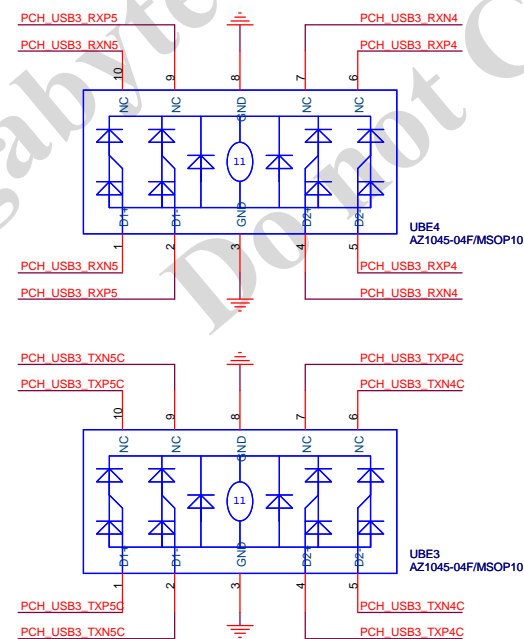 PCH_USB3_RXP5 PCH_USB3_RXN4
PCH_USB3_RXN5 PCH_USB3_RXP4
10 9 8 7 6
NC NC GND NC NC
11
D1+ D1- GND D2+ D2-
UBE4
AZ1045-04F/MSOP10
1 2 3 4 5
PCH_USB3_RXN5 PCH_USB3_RXP4
PCH_USB3_RXP5 PCH_USB3_RXN4
PCH_USB3_TXN5C PCH_USB3_TXP4C
PCH_USB3_TXP5C PCH_USB3_TXN4C
10 9 8 7 6
NC NC GND NC NC
11
D1+ D1- GND D2+ D2-
UBE3
AZ1045-04F/MSOP10
1 2 3 4 5
PCH_USB3_TXP5C PCH_USB3_TXN4C
PCH_USB3_TXN5C PCH_USB3_TXP4C
gabyte
Do not C